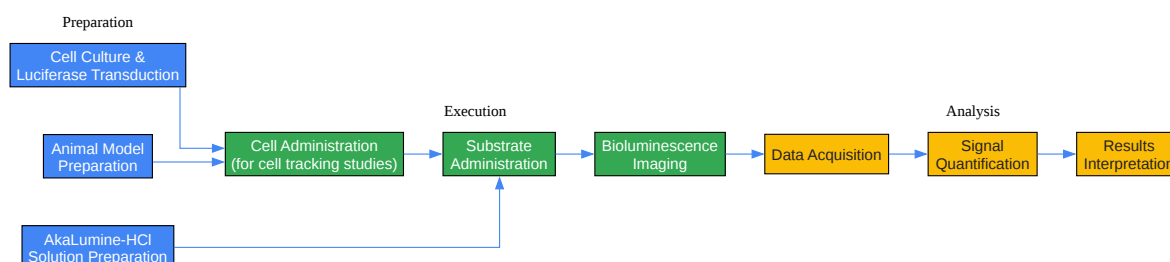 Preparation
Cell Culture &
Luciferase Transduction
Execution
Analysis
Animal Model
Preparation
Cell Administration
(for cell tracking studies)
Substrate
Administration
Bioluminescence
Imaging
Data Acquisition
Signal
Quantification
Results
Interpretation
AkaLumine-HCl
Solution Preparation